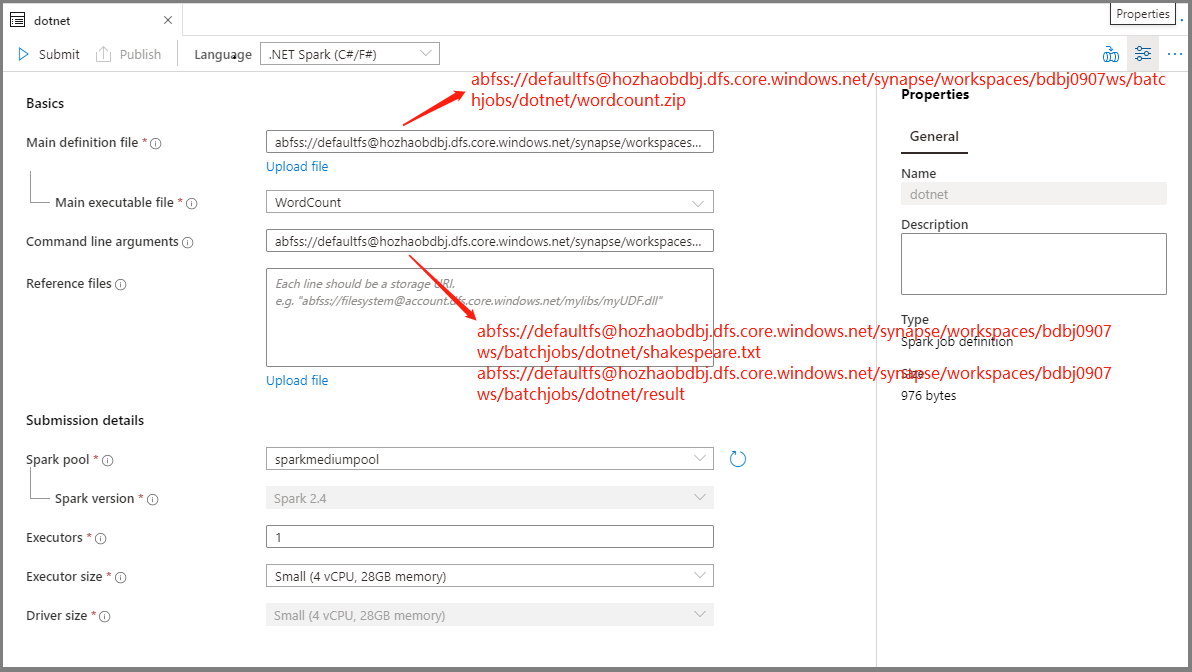 dotnet
Properties
Submit Publish Language .NET Spark (C#/F#)
abfss://defaultfs@hozhaobdbj.dfs.core.windows.net/synapse/workspaces/bdbj0907ws/batc
hjobs/dotnet/wordcount.zip
Basics
Main definition file * abfss://defaultfs@hozhaobdbj.dfs.core.windows.net/synapse/workspaces...
Upload file
Main executable file * WordCount
Command line arguments abfss://defaultfs@hozhaobdbj.dfs.core.windows.net/synapse/workspaces...
Reference files
Each line should be a storage URI.
e.g. "abfss://filesystem@account.dfs.core.windows.net/mylibs/myUDF.dll"
abfss://defaultfs@hozhaobdbj.dfs.core.windows.net/synapse/workspaces/bdbj0907
ws/batchjobs/dotnet/shakespeare.txt
abfss://defaultfs@hozhaobdbj.dfs.core.windows.net/synapse/workspaces/bdbj0907
ws/batchjobs/dotnet/result
Upload file
Submission details
Spark pool * sparkmediumpool
Spark version * Spark 2.4
Executors * 1
Executor size * Small (4 vCPU, 28GB memory)
Driver size * Small (4 vCPU, 28GB memory)
Properties
General
Name
dotnet
Description
Type
Spark job definition
Size
976 bytes